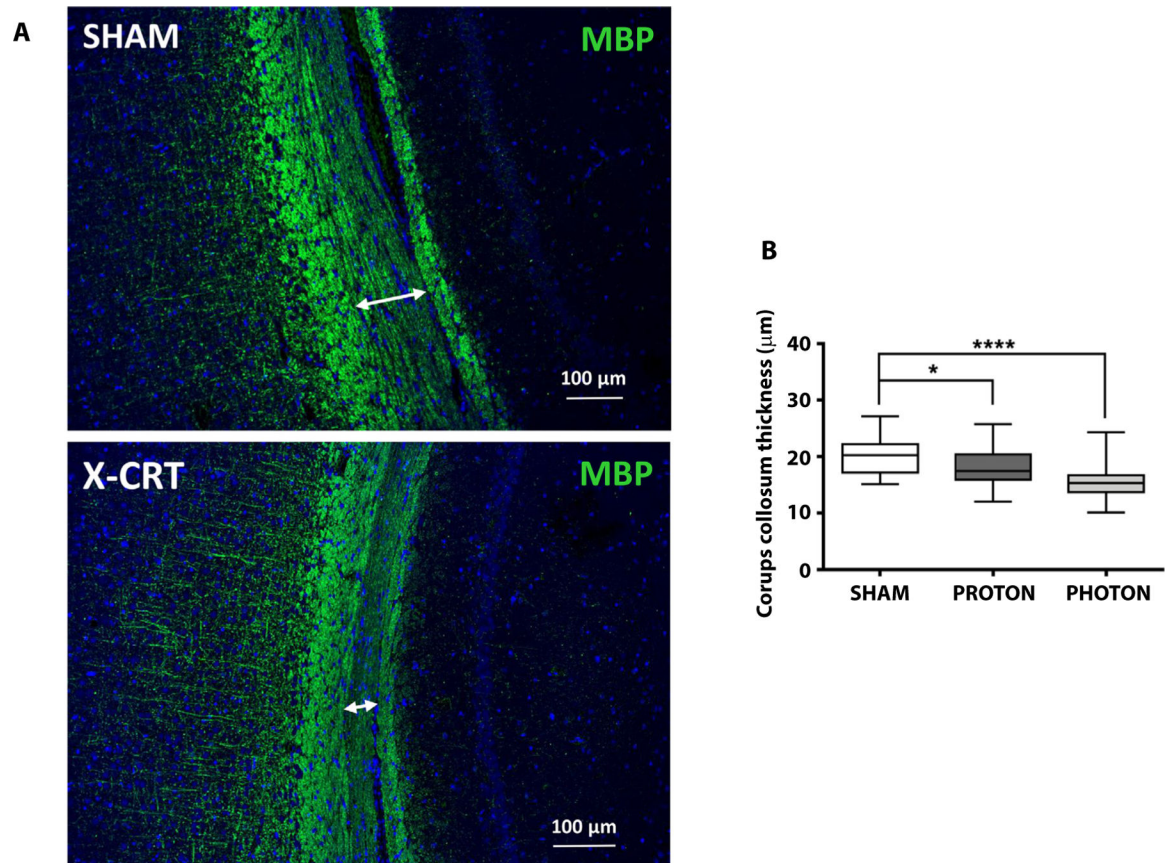 A
SHAM
MBP
100 μm
X-CRT
MBP
100 μm
B
Corups collosum thickness (μm)
40
30
20
10
0
****
*
SHAM
PROTON
PHOTON